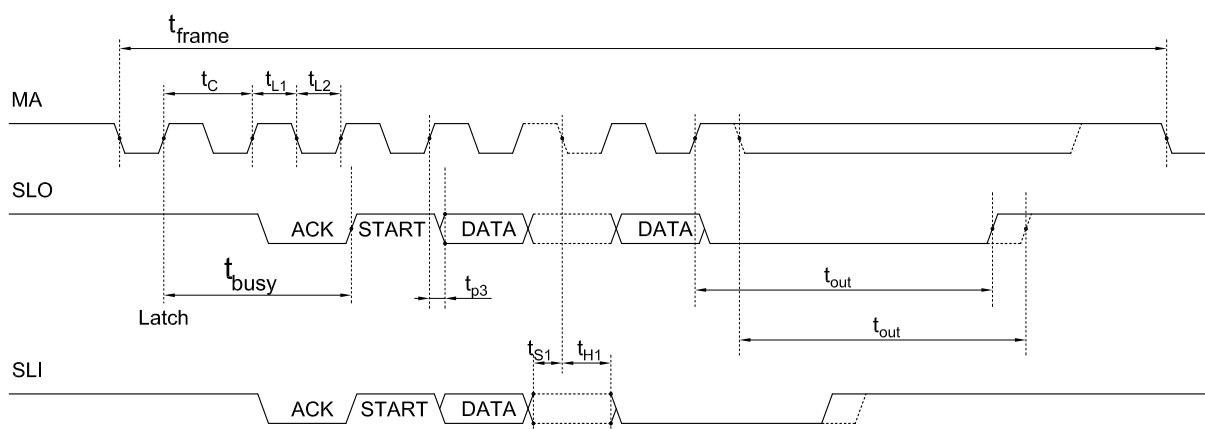 t_frame
t_C t_L1 t_L2
MA
SLO
ACK START DATA DATA
t_busy t_p3 t_out
Latch
t_out
t_S1 t_H1
SLI
ACK START DATA